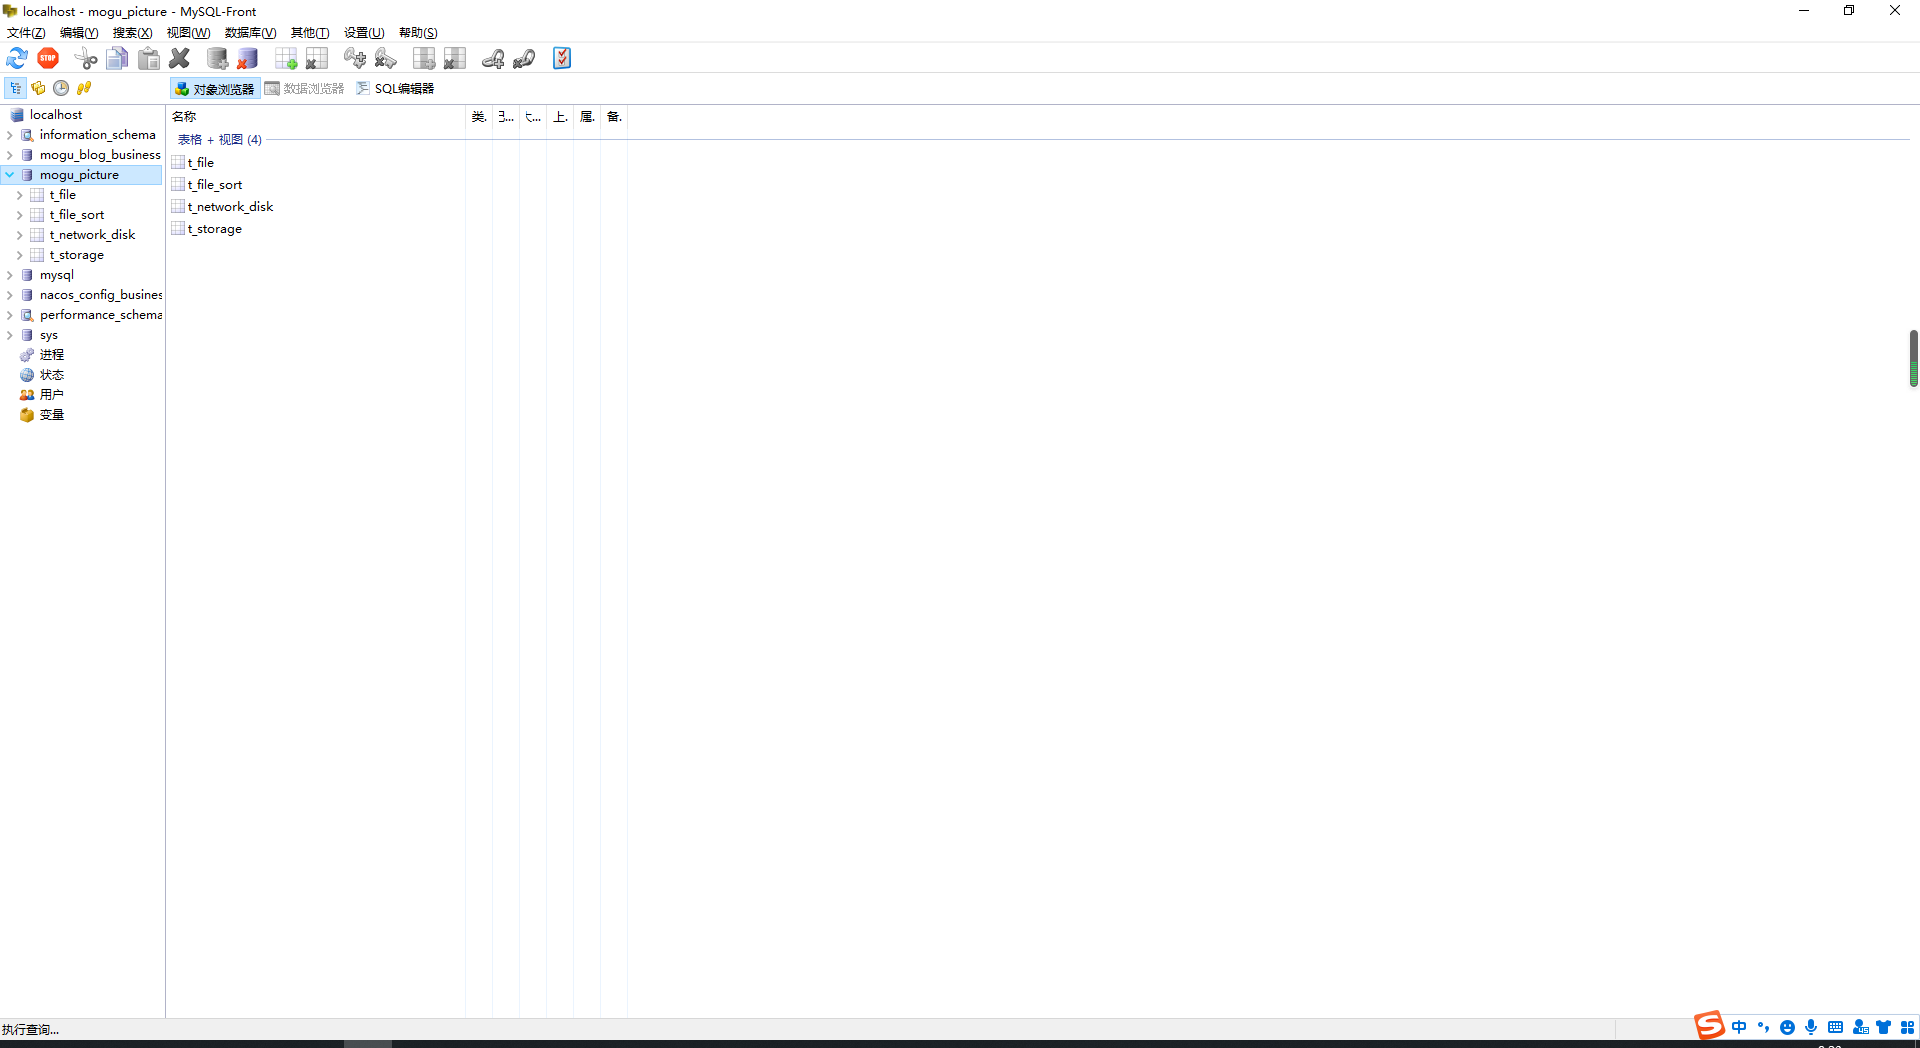 localhost - mogu_picture - MySQL-Front
文件(Z) 编辑(Y) 搜索(X) 视图(W) 数据库(V) 其他(T) 设置(U) 帮助(S)
STOP
对象浏览器 数据浏览器 SQL编辑器
localhost
information_schema
mogu_blog_business
mogu_picture
t_file
t_file_sort
t_network_disk
t_storage
mysql
nacos_config_busines
performance_schema
sys
进程
状态
用户
变量
名称 类. 上. 属. 备.
表格 + 视图 (4)
t_file
t_file_sort
t_network_disk
t_storage
执行查询...
S 中